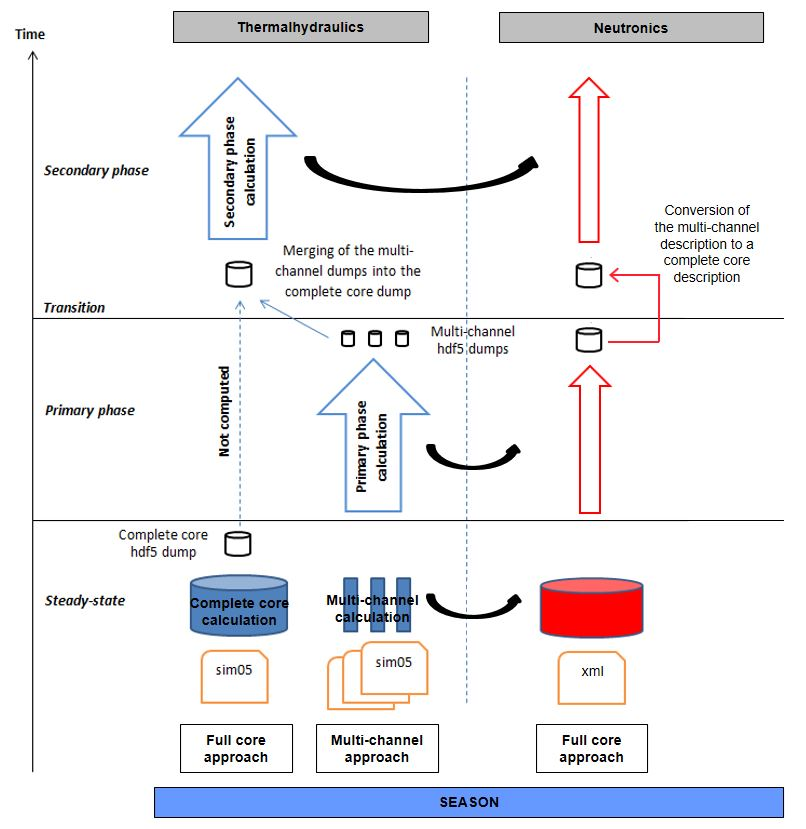 Thermalhydraulics
Neutronics
Time
Secondary phase
calculation
Secondary phase
Conversion of
the multi-channel
description to a
complete core
description
Merging of the multi-
channel dumps into the
complete core dump
Transition
Multi-channel
hdf5 dumps
Not computed
Primary phase
calculation
Primary phase
Complete core
hdf5 dump
Steady-state
Complete core
calculation
Multi-channel
calculation
sim05
sim05
xml
Full core
approach
Multi-channel
approach
Full core
approach
SEASON